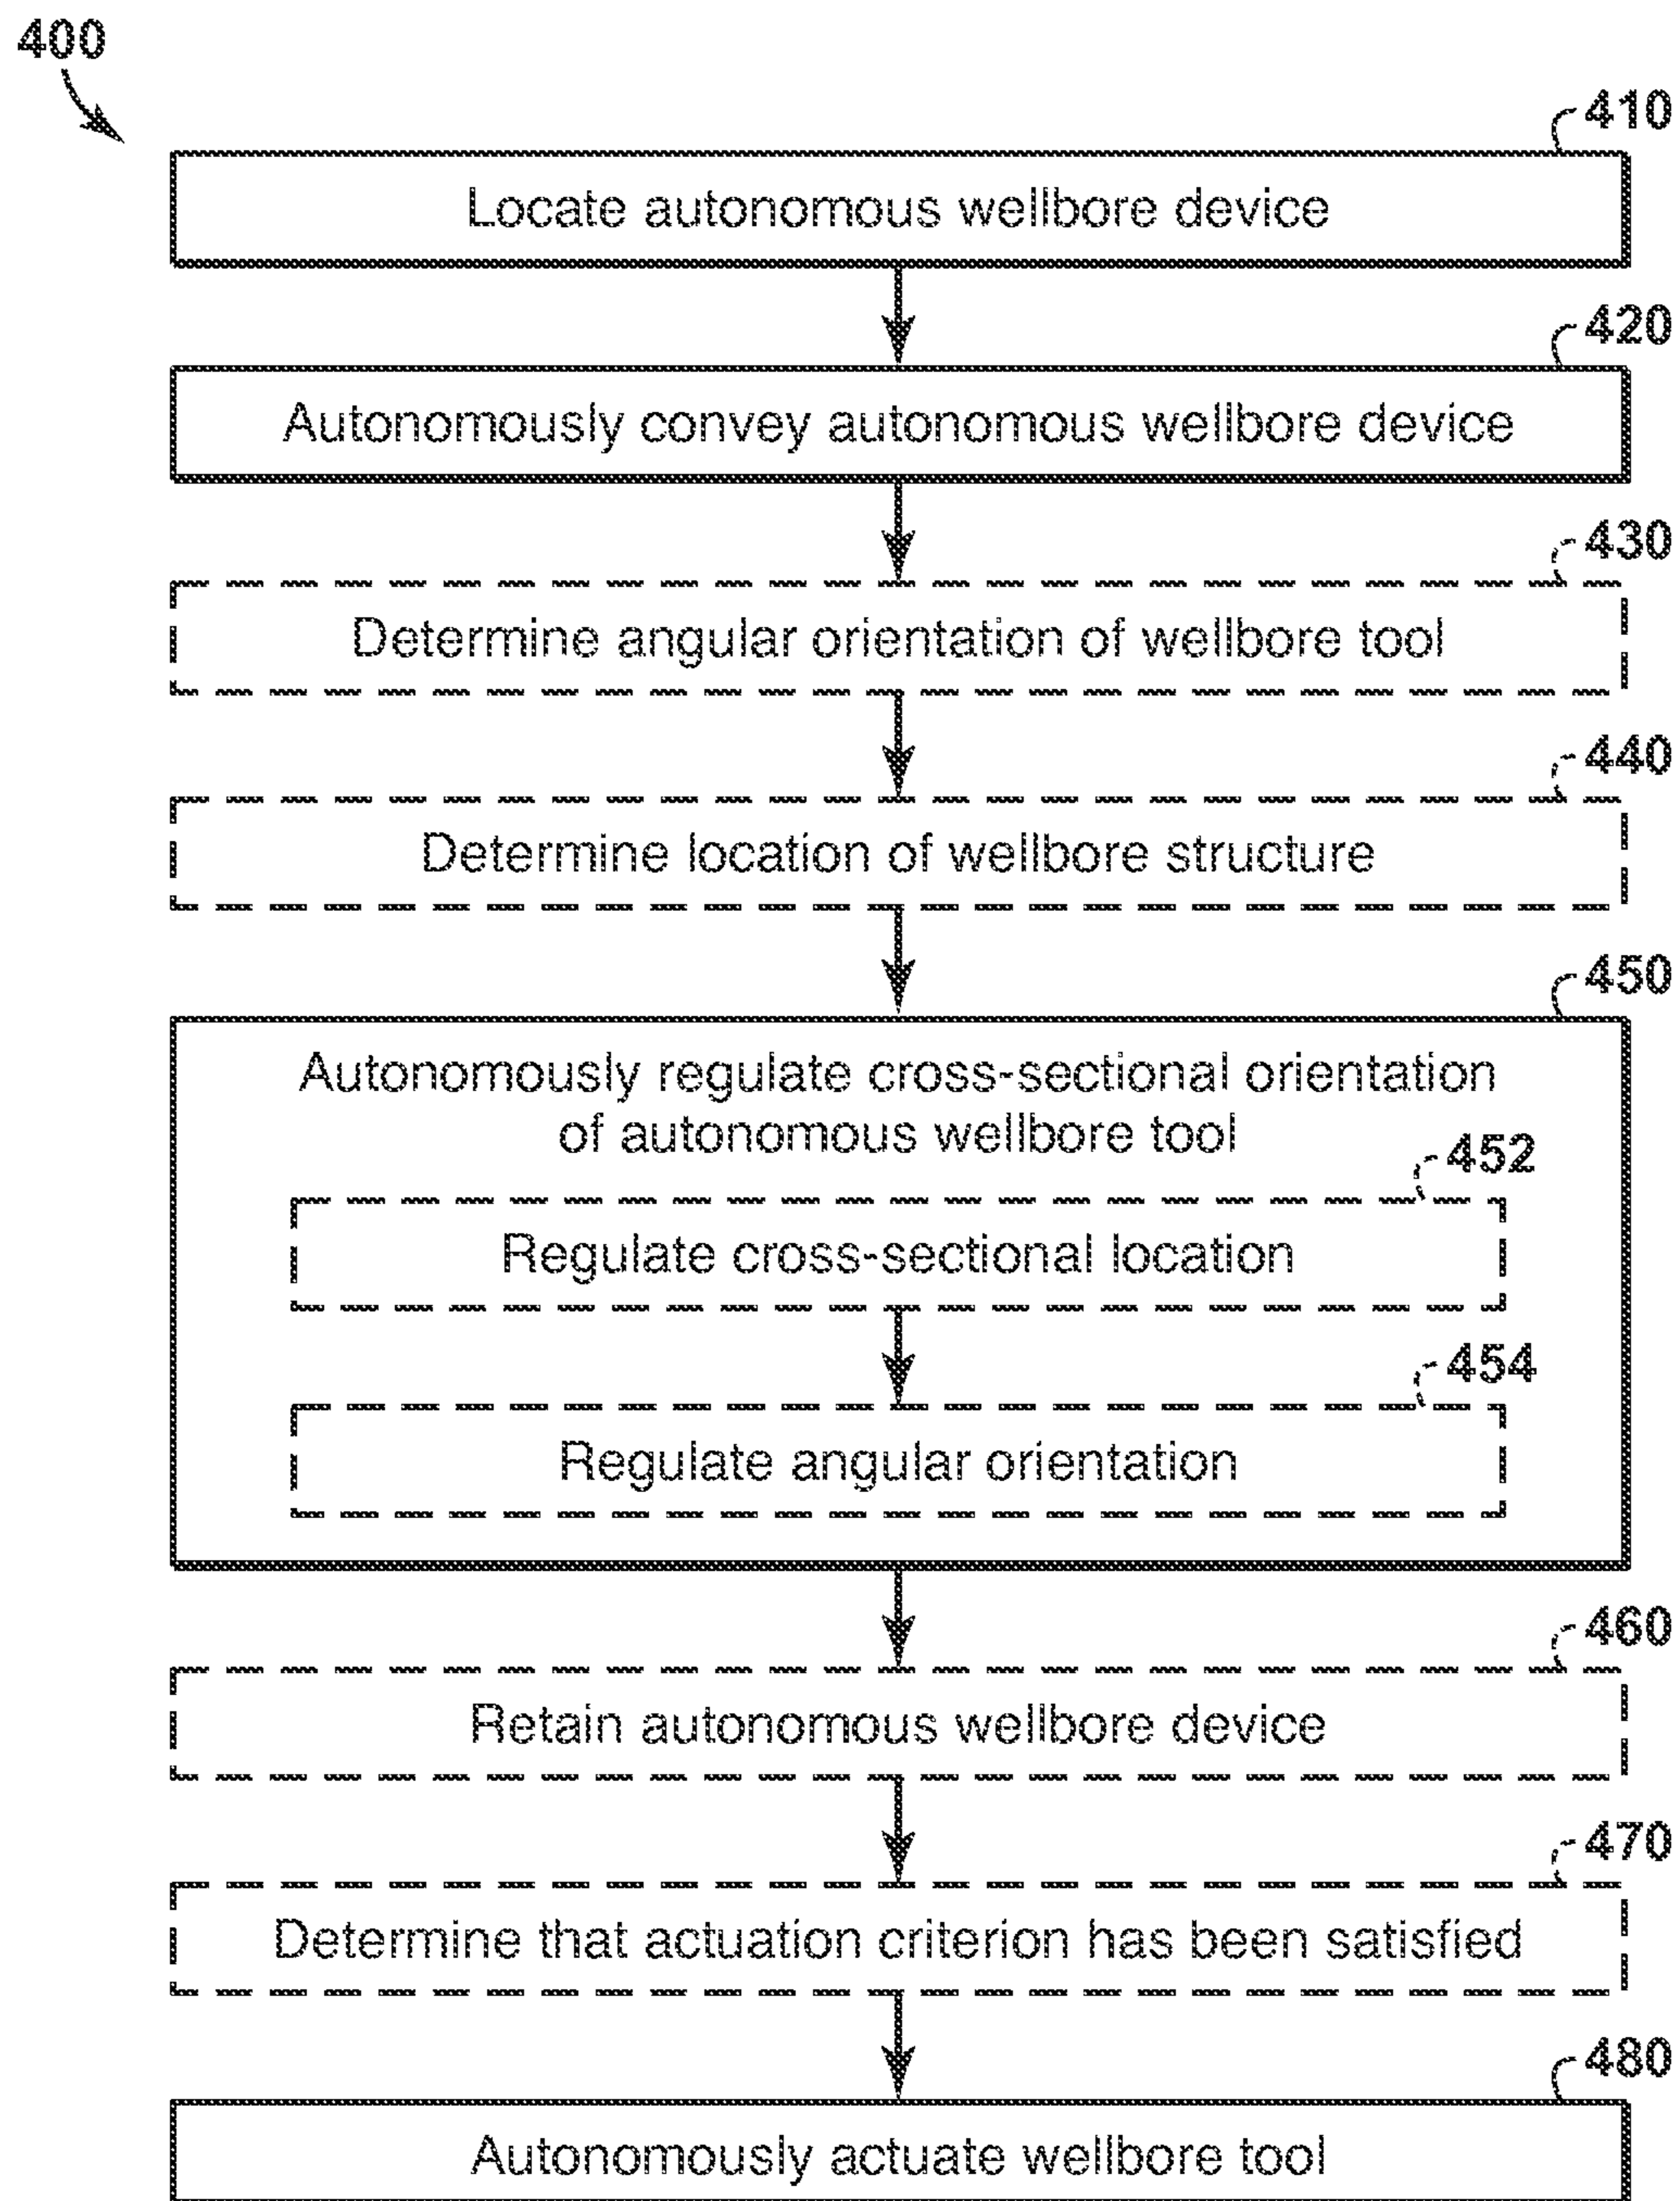 400
410
Locate autonomous wellbore device
420
Autonomously convey autonomous wellbore device
430
Determine angular orientation of wellbore tool
440
Determine location of wellbore structure
450
Autonomously regulate cross-sectional orientation
of autonomous wellbore tool
452
Regulate cross-sectional location
454
Regulate angular orientation
460
Retain autonomous wellbore device
470
Determine that actuation criterion has been satisfied
480
Autonomously actuate wellbore tool